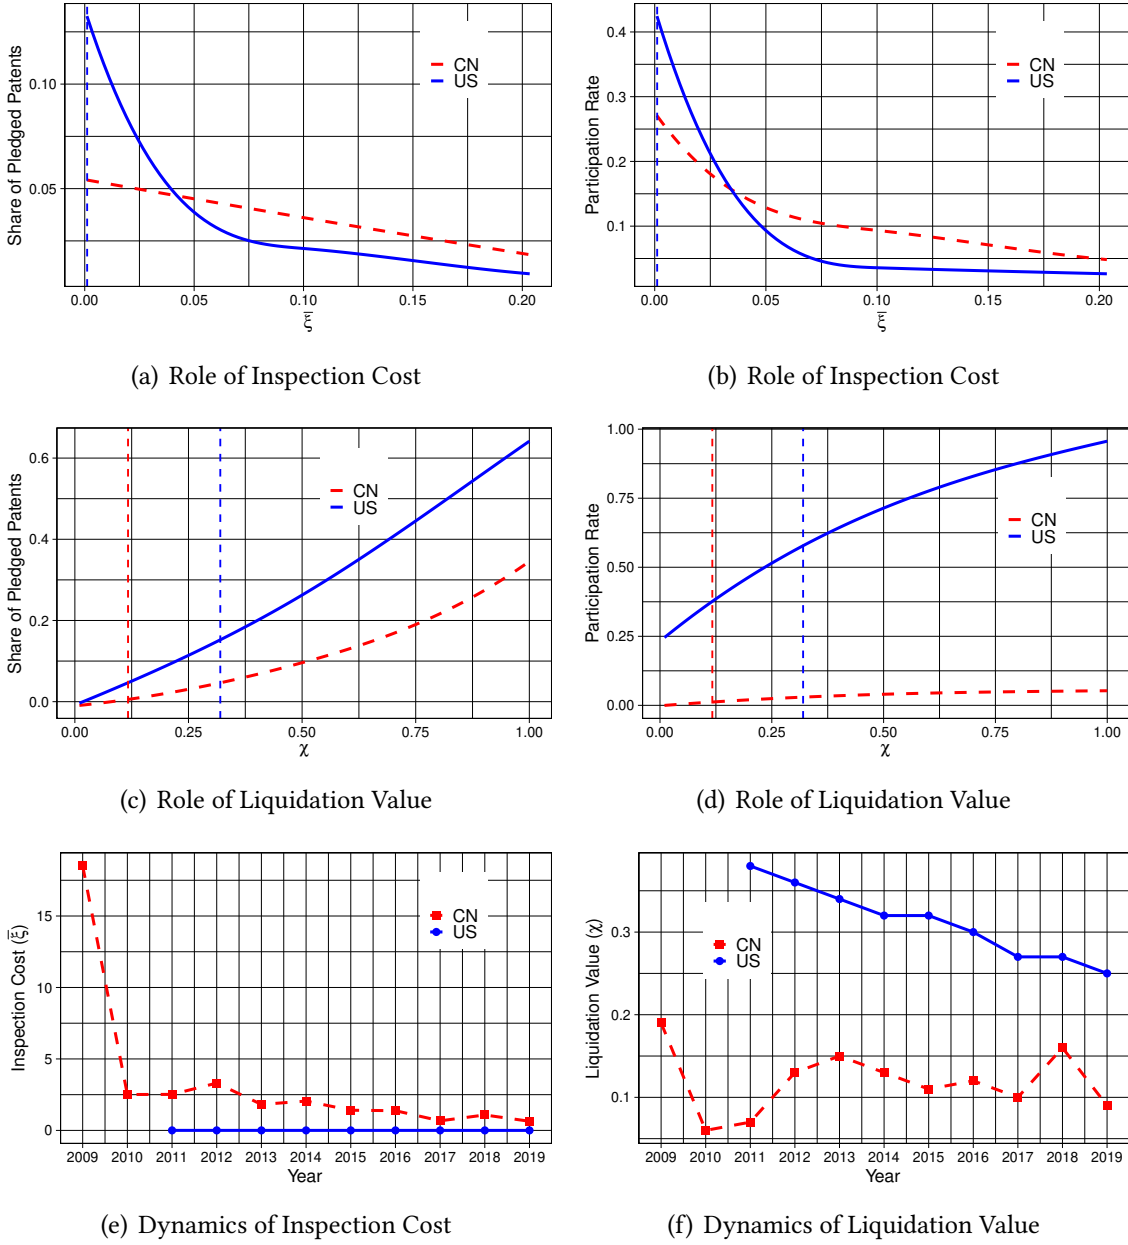 Share of Pledged Patents
0.10
0.05
CN
US
0.00 0.05 0.10 0.15 0.20
ξ̄
(a) Role of Inspection Cost
Participation Rate
0.4
0.3
0.2
0.1
CN
US
0.00 0.05 0.10 0.15 0.20
ξ̄
(b) Role of Inspection Cost
Share of Pledged Patents
0.6
0.4
0.2
0.0
CN
US
0.00 0.25 0.50 0.75 1.00
χ
(c) Role of Liquidation Value
Participation Rate
1.00
0.75
0.50
0.25
0.00
CN
US
0.00 0.25 0.50 0.75 1.00
χ
(d) Role of Liquidation Value
Inspection Cost (ξ̄)
15
10
5
0
CN
US
2009 2010 2011 2012 2013 2014 2015 2016 2017 2018 2019
Year
(e) Dynamics of Inspection Cost
Liquidation Value (χ)
0.3
0.2
0.1
CN
US
2009 2010 2011 2012 2013 2014 2015 2016 2017 2018 2019
Year
(f) Dynamics of Liquidation Value